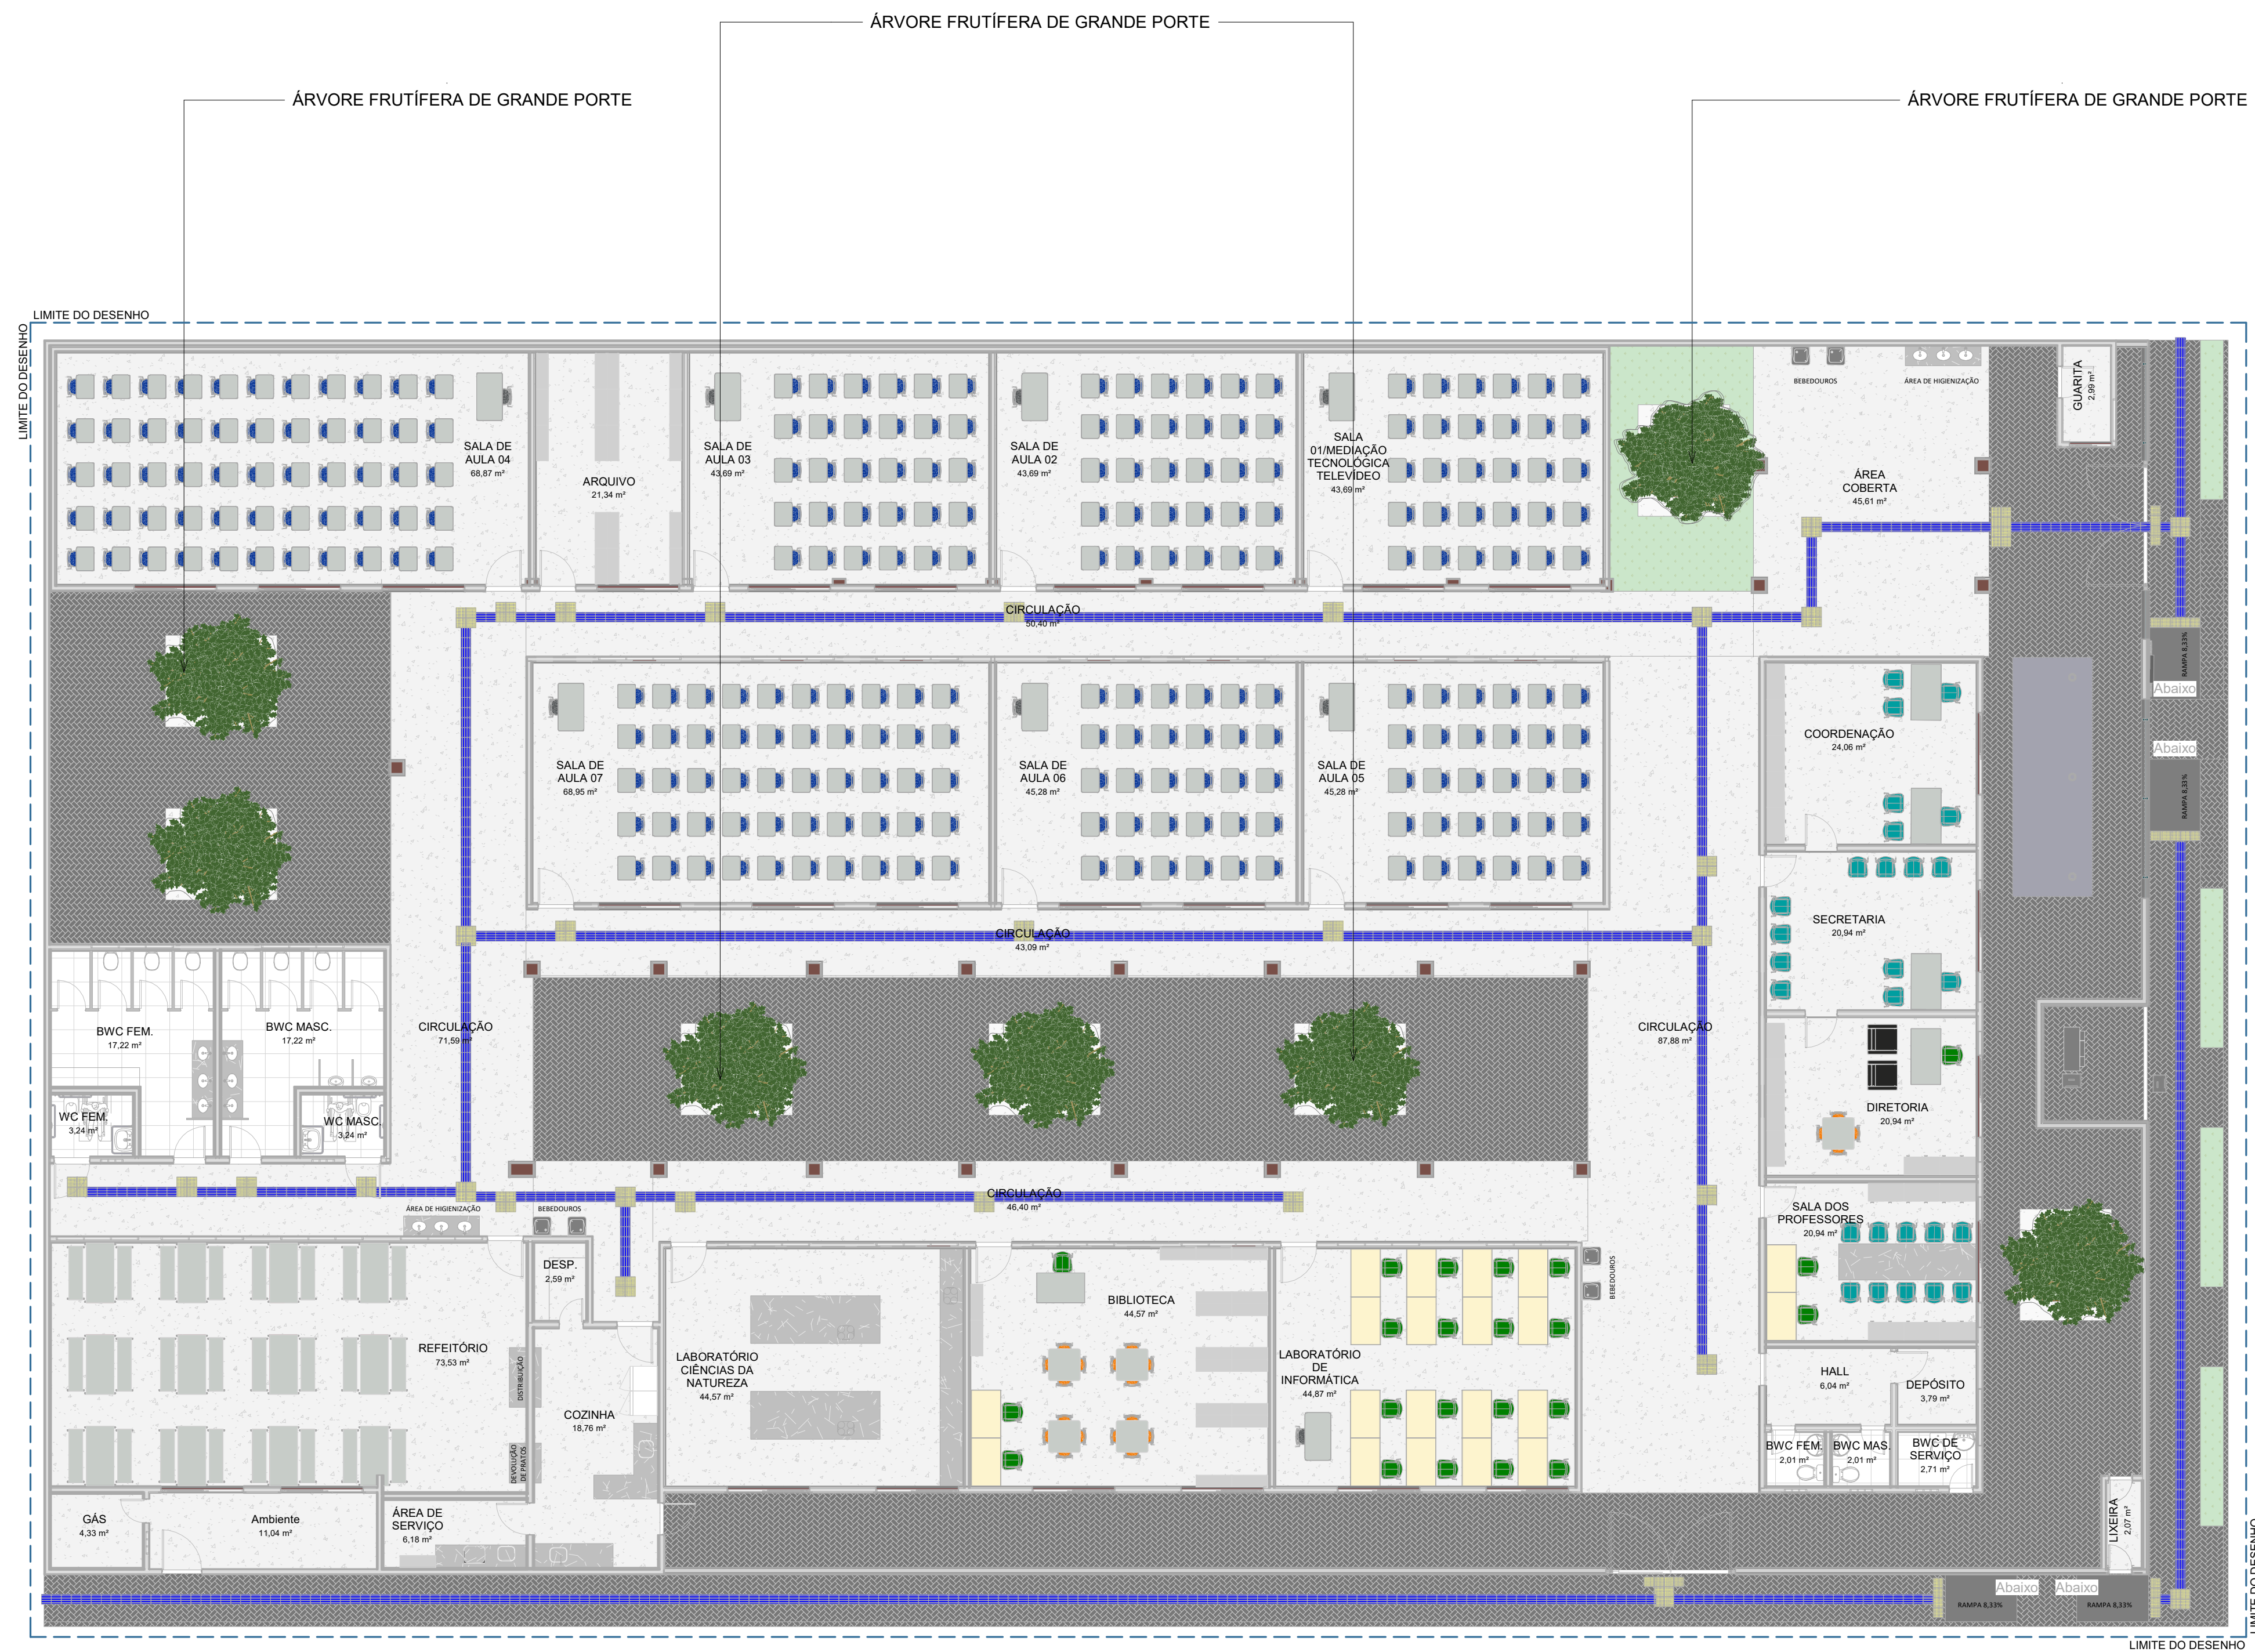 ÁRVORE FRUTÍFERA DE GRANDE PORTE
ÁRVORE FRUTÍFERA DE GRANDE PORTE
ÁRVORE FRUTÍFERA DE GRANDE PORTE
LIMITE DO DESENHO
LIMITE DO DESENHO
SALA DE
AULA 04
68,87 m²
ARQUIVO
21,34 m²
SALA DE
AULA 03
43,69 m²
SALA DE
AULA 02
43,69 m²
SALA
01/MEDIAÇÃO
TECNOLÓGICA
TELEVÍDEO
43,69 m²
BEBEDOUROS
ÁREA DE HIGIENIZAÇÃO
ÁREA
COBERTA
45,61 m²
GUARITA
2,99 m²
CIRCULAÇÃO
50,40 m²
RAMPA 8,33%
Abaixo
Abaixo
RAMPA 8,33%
SALA DE
AULA 07
68,95 m²
SALA DE
AULA 06
45,28 m²
SALA DE
AULA 05
45,28 m²
COORDENAÇÃO
24,06 m²
SECRETARIA
20,94 m²
CIRCULAÇÃO
43,09 m²
BWC FEM.
17,22 m²
BWC MASC.
17,22 m²
CIRCULAÇÃO
71,59 m²
CIRCULAÇÃO
87,88 m²
DIRETORIA
20,94 m²
WC FEM.
3,24 m²
WC MASC.
3,24 m²
CIRCULAÇÃO
46,40 m²
ÁREA DE HIGIENIZAÇÃO
BEBEDOUROS
SALA DOS
PROFESSORES
20,94 m²
DESP.
2,59 m²
BEBEDOUROS
REFEITÓRIO
73,53 m²
DISTRIBUIÇÃO
DEVOLUÇÃO
DE PRATOS
COZINHA
18,76 m²
LABORATÓRIO
CIÊNCIAS DA
NATUREZA
44,57 m²
BIBLIOTECA
44,57 m²
LABORATÓRIO
DE
INFORMÁTICA
44,87 m²
HALL
6,04 m²
DEPÓSITO
3,79 m²
BWC FEM.
2,01 m²
BWC MAS.
2,01 m²
BWC DE
SERVIÇO
2,71 m²
GÁS
4,33 m²
Ambiente
11,04 m²
ÁREA DE
SERVIÇO
6,18 m²
LIXEIRA
2,07 m²
Abaixo
Abaixo
RAMPA 8,33%
RAMPA 8,33%
LIMITE DO DESENHO
LIMITE DO DESENHO